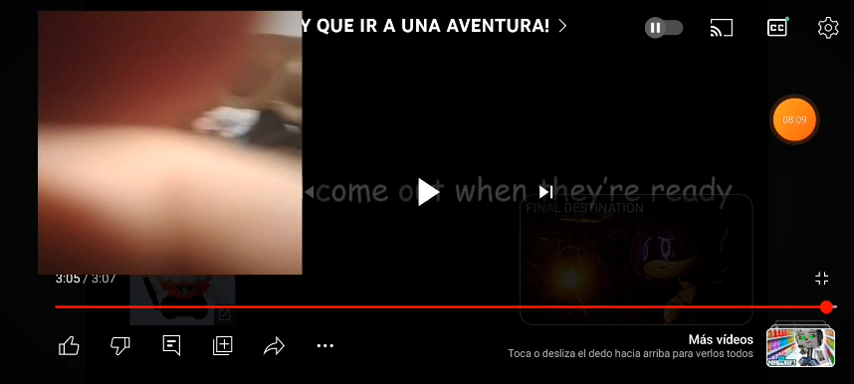 Y QUE IR A UNA AVENTURA!
CC
08:09
come out when they're ready
FINAL DESTINATION
3:05 / 3:07
Más vídeos
Toca o desliza el dedo hacia arriba para verlos todos